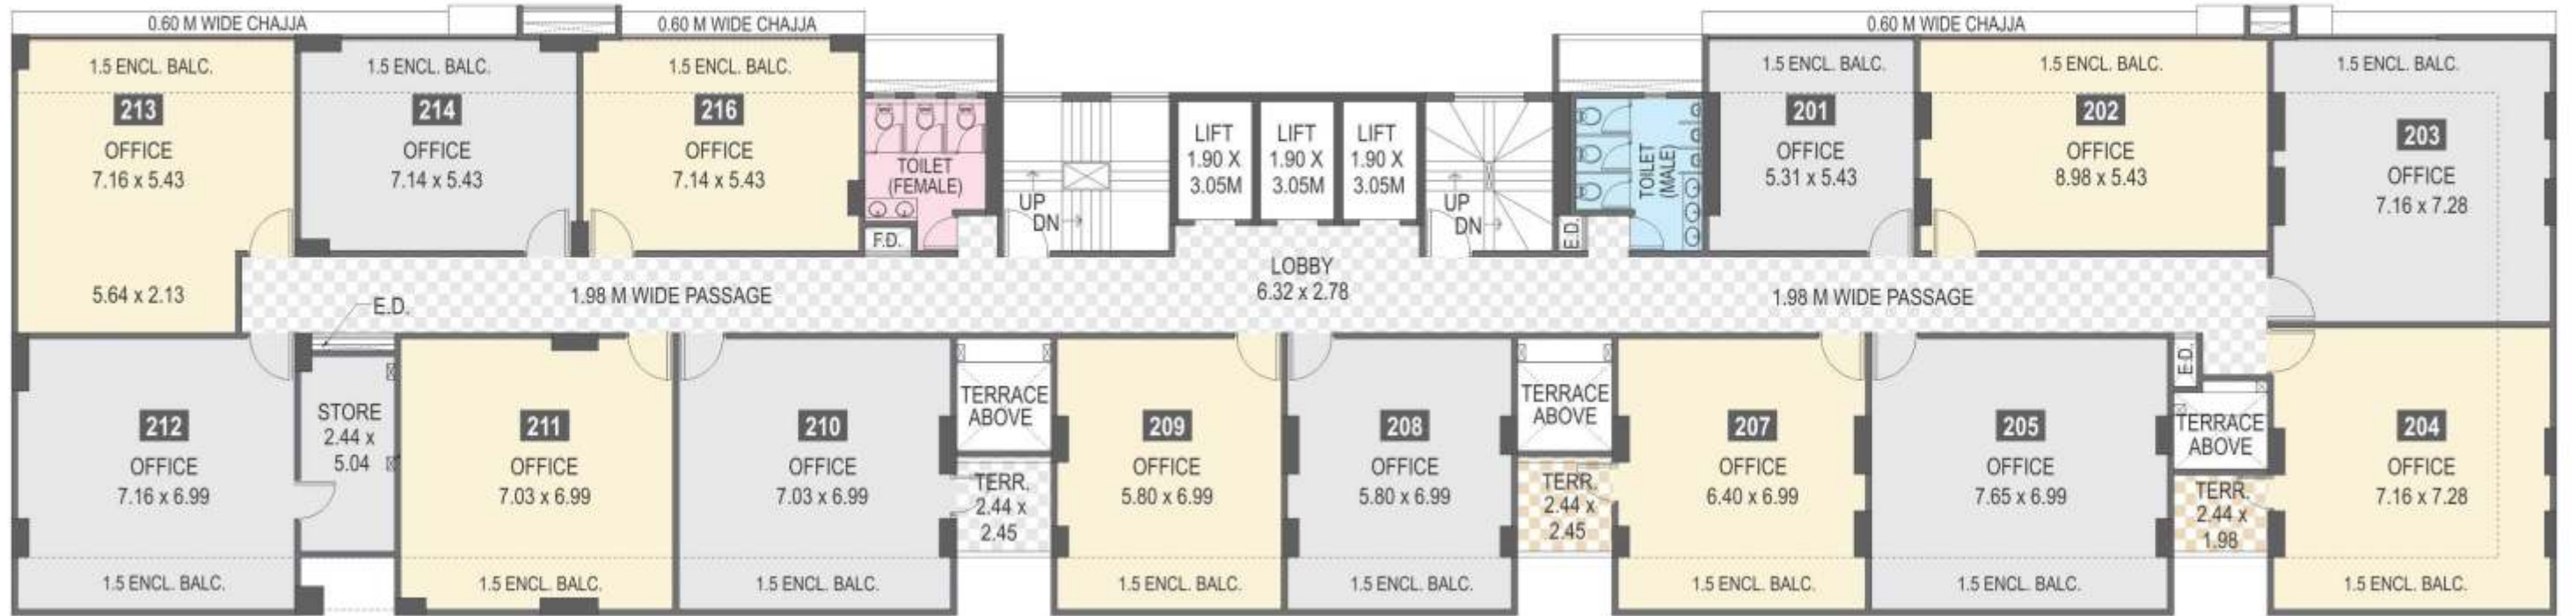 0.60 M WIDE CHAJJA
0.60 M WIDE CHAJJA
0.60 M WIDE CHAJJA
1.5 ENCL. BALC.
213
OFFICE
7.16 x 5.43
5.64 x 2.13
1.5 ENCL. BALC.
214
OFFICE
7.14 x 5.43
1.5 ENCL. BALC.
216
OFFICE
7.14 x 5.43
TOILET
(FEMALE)
F.D.
UP
DN
LIFT
1.90 X
3.05M
LIFT
1.90 X
3.05M
LIFT
1.90 X
3.05M
UP
DN
E.D.
TOILET
(MALE)
1.5 ENCL. BALC.
201
OFFICE
5.31 x 5.43
1.5 ENCL. BALC.
202
OFFICE
8.98 x 5.43
1.5 ENCL. BALC.
203
OFFICE
7.16 x 7.28
E.D.
1.98 M WIDE PASSAGE
LOBBY
6.32 x 2.78
1.98 M WIDE PASSAGE
212
OFFICE
7.16 x 6.99
1.5 ENCL. BALC.
STORE
2.44 x
5.04
211
OFFICE
7.03 x 6.99
1.5 ENCL. BALC.
210
OFFICE
7.03 x 6.99
1.5 ENCL. BALC.
TERRACE
ABOVE
TERR.
2.44 x
2.45
209
OFFICE
5.80 x 6.99
1.5 ENCL. BALC.
208
OFFICE
5.80 x 6.99
1.5 ENCL. BALC.
TERRACE
ABOVE
TERR.
2.44 x
2.45
207
OFFICE
6.40 x 6.99
1.5 ENCL. BALC.
205
OFFICE
7.65 x 6.99
1.5 ENCL. BALC.
E.D.
TERRACE
ABOVE
TERR.
2.44 x
1.98
204
OFFICE
7.16 x 7.28
1.5 ENCL. BALC.